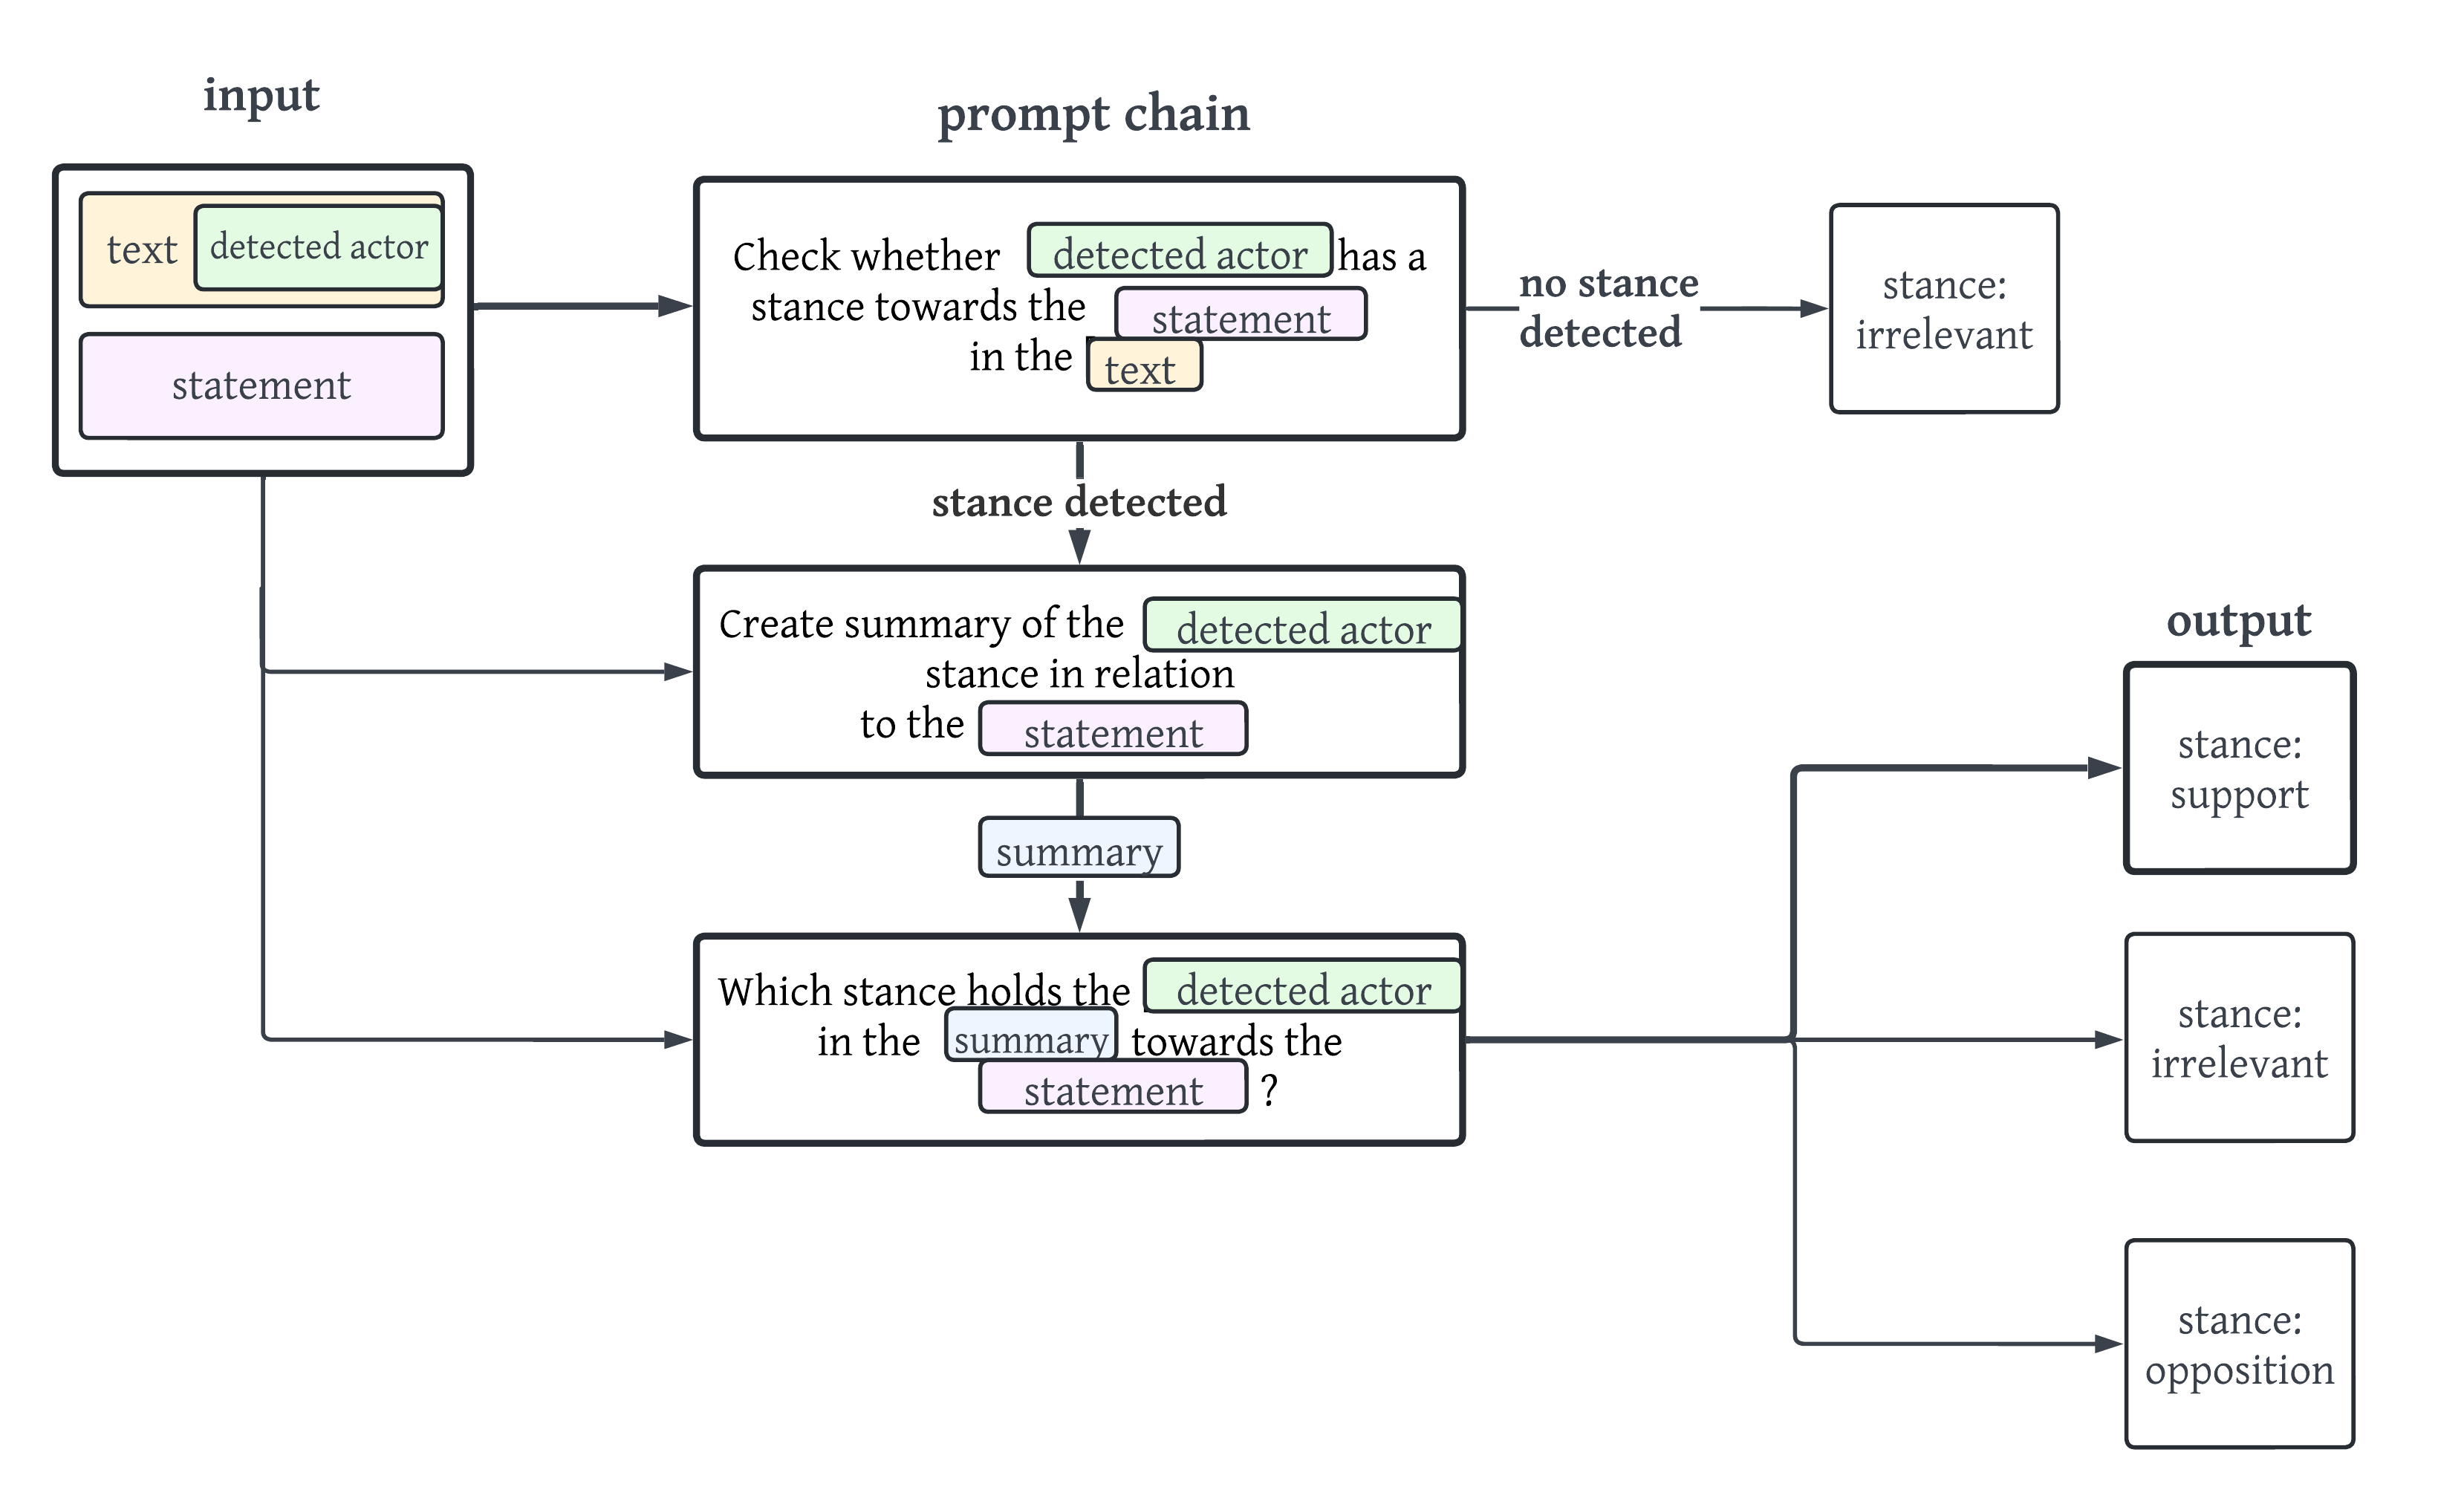 input
text detected actor
statement
prompt chain
Check whether detected actor has a
stance towards the statement
in the text
no stance
detected
stance:
irrelevant
stance detected
Create summary of the detected actor
stance in relation
to the statement
summary
Which stance holds the detected actor
in the summary towards the
statement ?
output
stance:
support
stance:
irrelevant
stance:
opposition